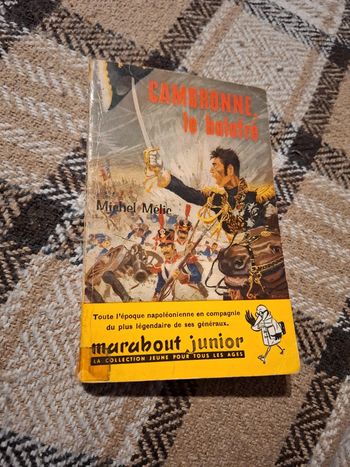 CAMBRONNE,
le balafré
Michel Mélic
Toute l'époque napoléonienne en compagnie
du plus légendaire de ses généraux.
marabout junior
LA COLLECTION JEUNE POUR TOUS LES AGES